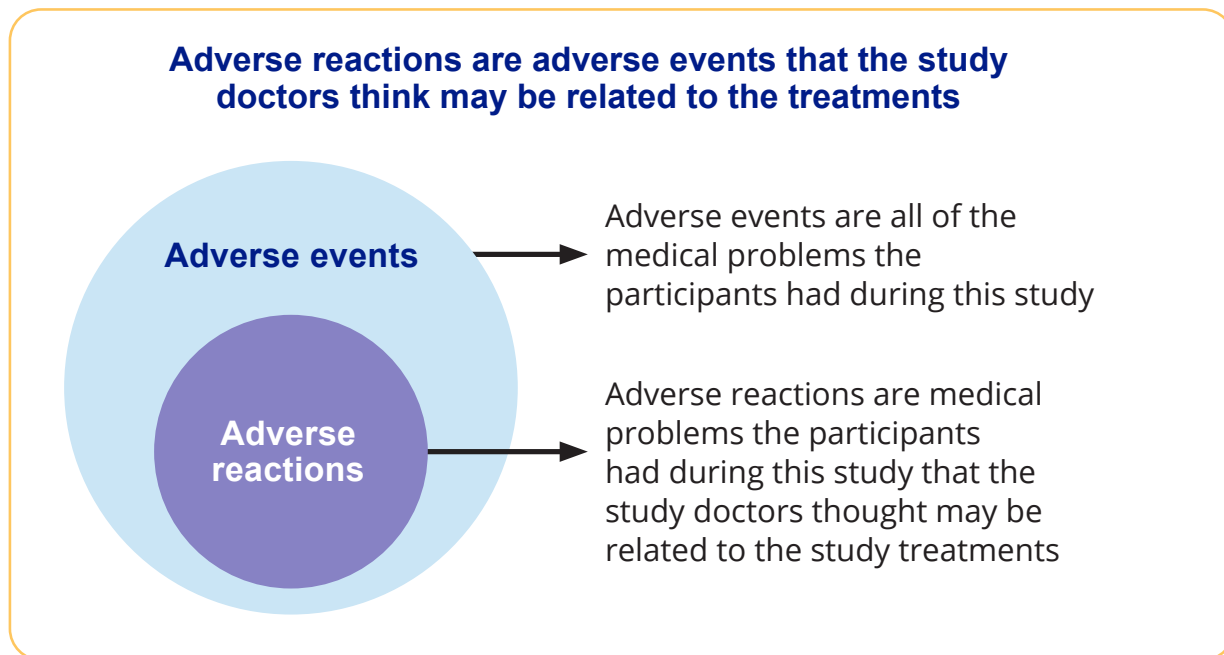 Adverse reactions are adverse events that the study
doctors think may be related to the treatments
Adverse events
Adverse events are all of the
medical problems the
participants had during this study
Adverse
reactions
Adverse reactions are medical
problems the participants
had during this study that the
study doctors thought may be
related to the study treatments